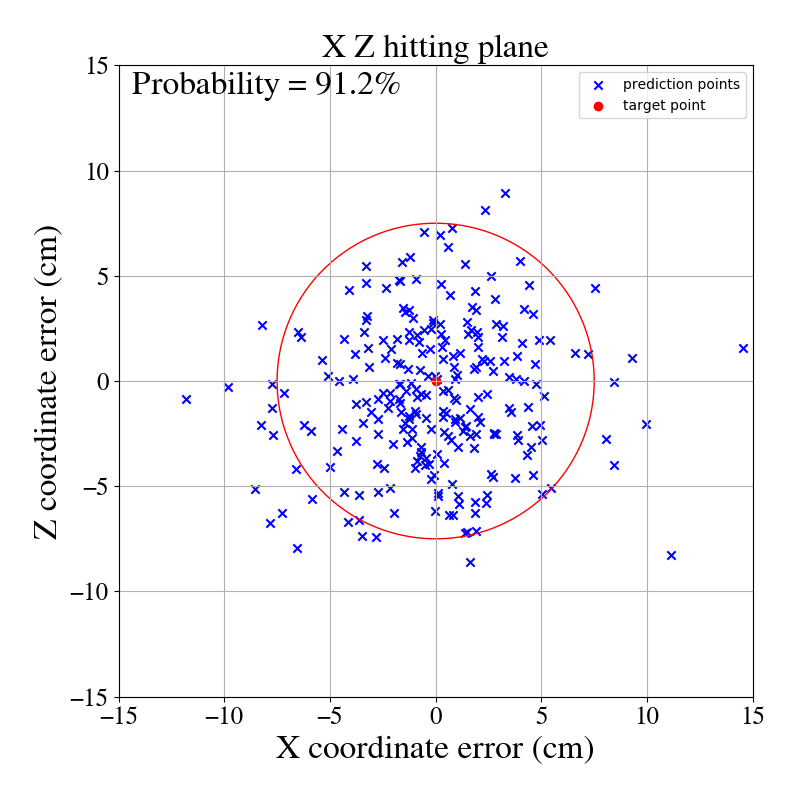 X Z hitting plane
Probability = 91.2%
prediction points
target point
15
10
5
0
−5
−10
−15
Z coordinate error (cm)
−15 −10 −5 0 5 10 15
X coordinate error (cm)